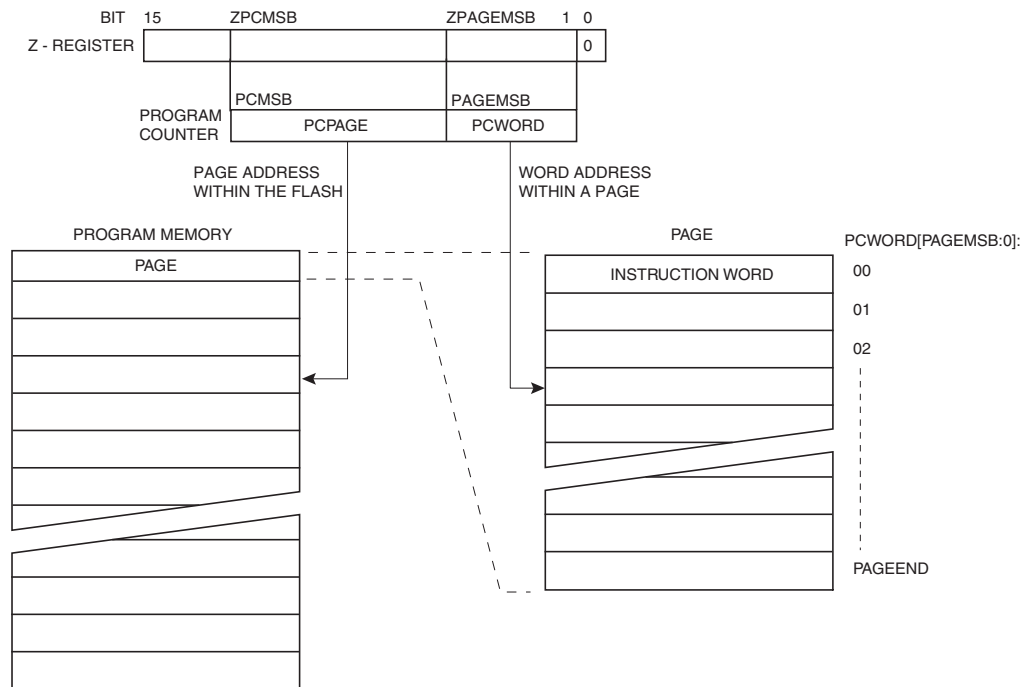 BIT 15 ZPCMSB ZPAGEMSB 1 0
Z - REGISTER 0
PCMSB PAGEMSB
PROGRAM
COUNTER
PCPAGE PCWORD
PAGE ADDRESS
WITHIN THE FLASH
WORD ADDRESS
WITHIN A PAGE
PROGRAM MEMORY
PAGE
PAGE
PCWORD[PAGEMSB:0]:
INSTRUCTION WORD
00
01
02
PAGEEND